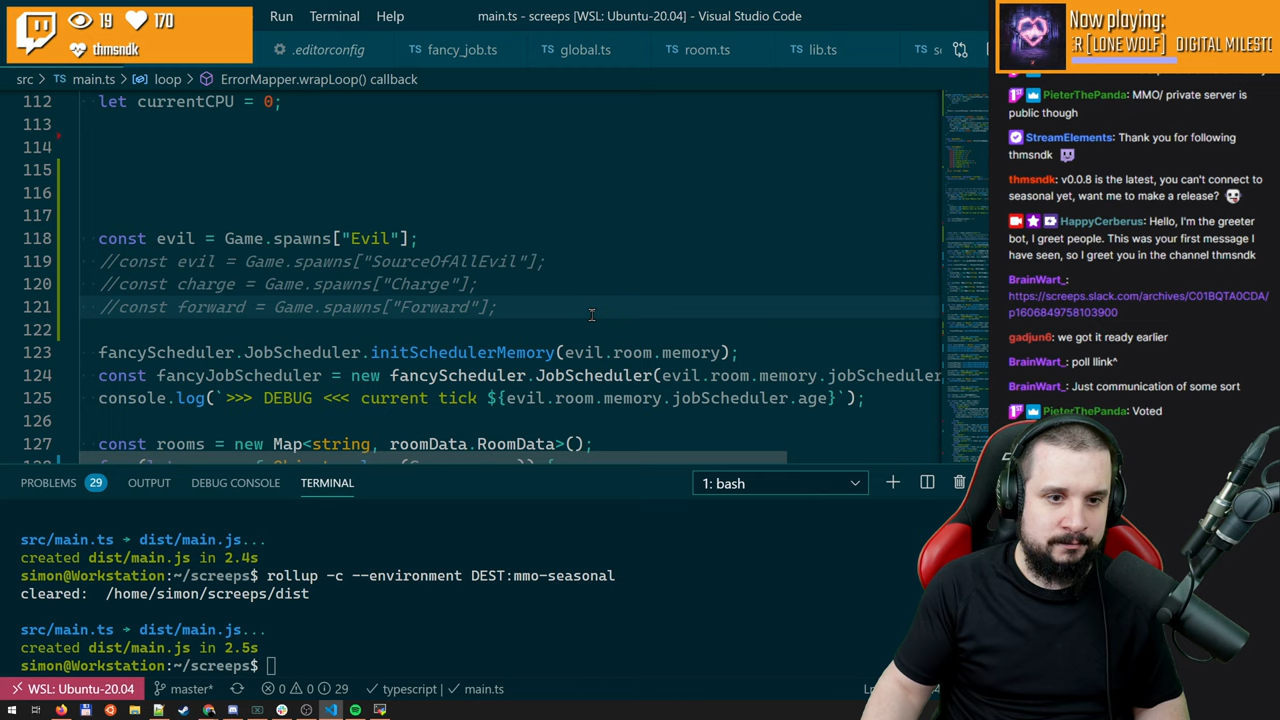 19 170
thmsndk
Run Terminal Help
main.ts - screeps [WSL: Ubuntu-20.04] - Visual Studio Code
.editorconfig TS fancy_job.ts TS global.ts TS room.ts TS lib.ts TS
src TS main.ts loop ErrorMapper.wrapLoop() callback
112 let currentCPU = 0;
113
114
115
116
117
118 const evil = Game.spawns["Evil"];
119 //const evil = Game.spawns["SourceOfAllEvil"];
120 //const charge = Game.spawns["Charge"];
121 //const forward = Game.spawns["Forward"];
122
123 fancyScheduler.JobScheduler.initSchedulerMemory(evil.room.memory);
124 const fancyJobScheduler = new fancyScheduler.JobScheduler(evil.room.memory.jobScheduler
125 console.log(`>>> DEBUG <<< current tick ${evil.room.memory.jobScheduler.age}`);
126
127 const rooms = new Map<string, roomData.RoomData>();
PROBLEMS 29 OUTPUT DEBUG CONSOLE TERMINAL 1: bash
src/main.ts → dist/main.js...
created dist/main.js in 2.4s
simon@Workstation:~/screeps$ rollup -c --environment DEST:mmo-seasonal
cleared: /home/simon/screeps/dist
src/main.ts → dist/main.js...
created dist/main.js in 2.5s
simon@Workstation:~/screeps$
WSL: Ubuntu-20.04 master* 0 0 29 typescript main.ts
Now playing:
ER [LONE WOLF] DIGITAL MILESTO
PieterThePanda: MMO/ private server is
public though
StreamElements: Thank you for following
thmsndk
thmsndk: v0.0.8 is the latest, you can't connect to
seasonal yet, want me to make a release?
HappyCerberus: Hello, I'm the greeter
bot, I greet people. This was your first message I
have seen, so I greet you in the channel thmsndk
BrainWart_:
https://screeps.slack.com/archives/C01BQTA0CDA/
p1606849758103900
gadjun6: we got it ready earlier
BrainWart_: poll llink^
BrainWart_: Just communication of some sort
PieterThePanda: Voted